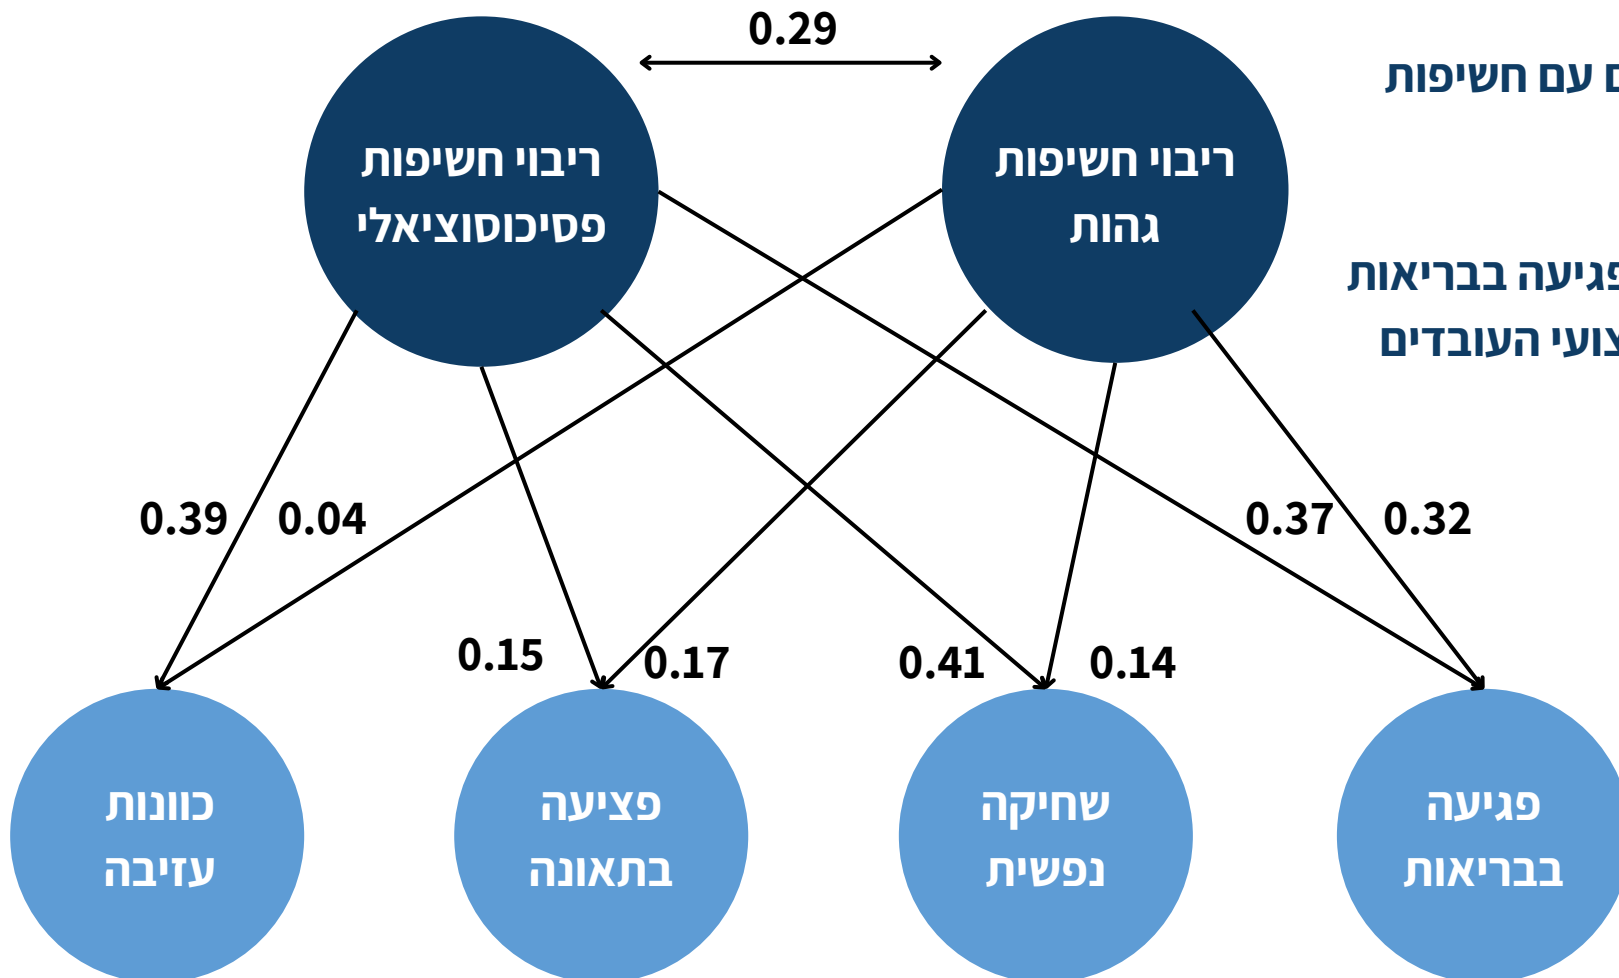 0.29
עם חשיפות
ריבוי חשיפות
פסיכוסוציאלי
ריבוי חשיפות
גהות
פגיעה בבריאות
העובדים
0.39
0.04
0.37
0.32
0.15
0.17
0.41
0.14
כוונות
עזיבה
פציעה
בתאונה
שחיקה
נפשית
פגיעה
בבריאות